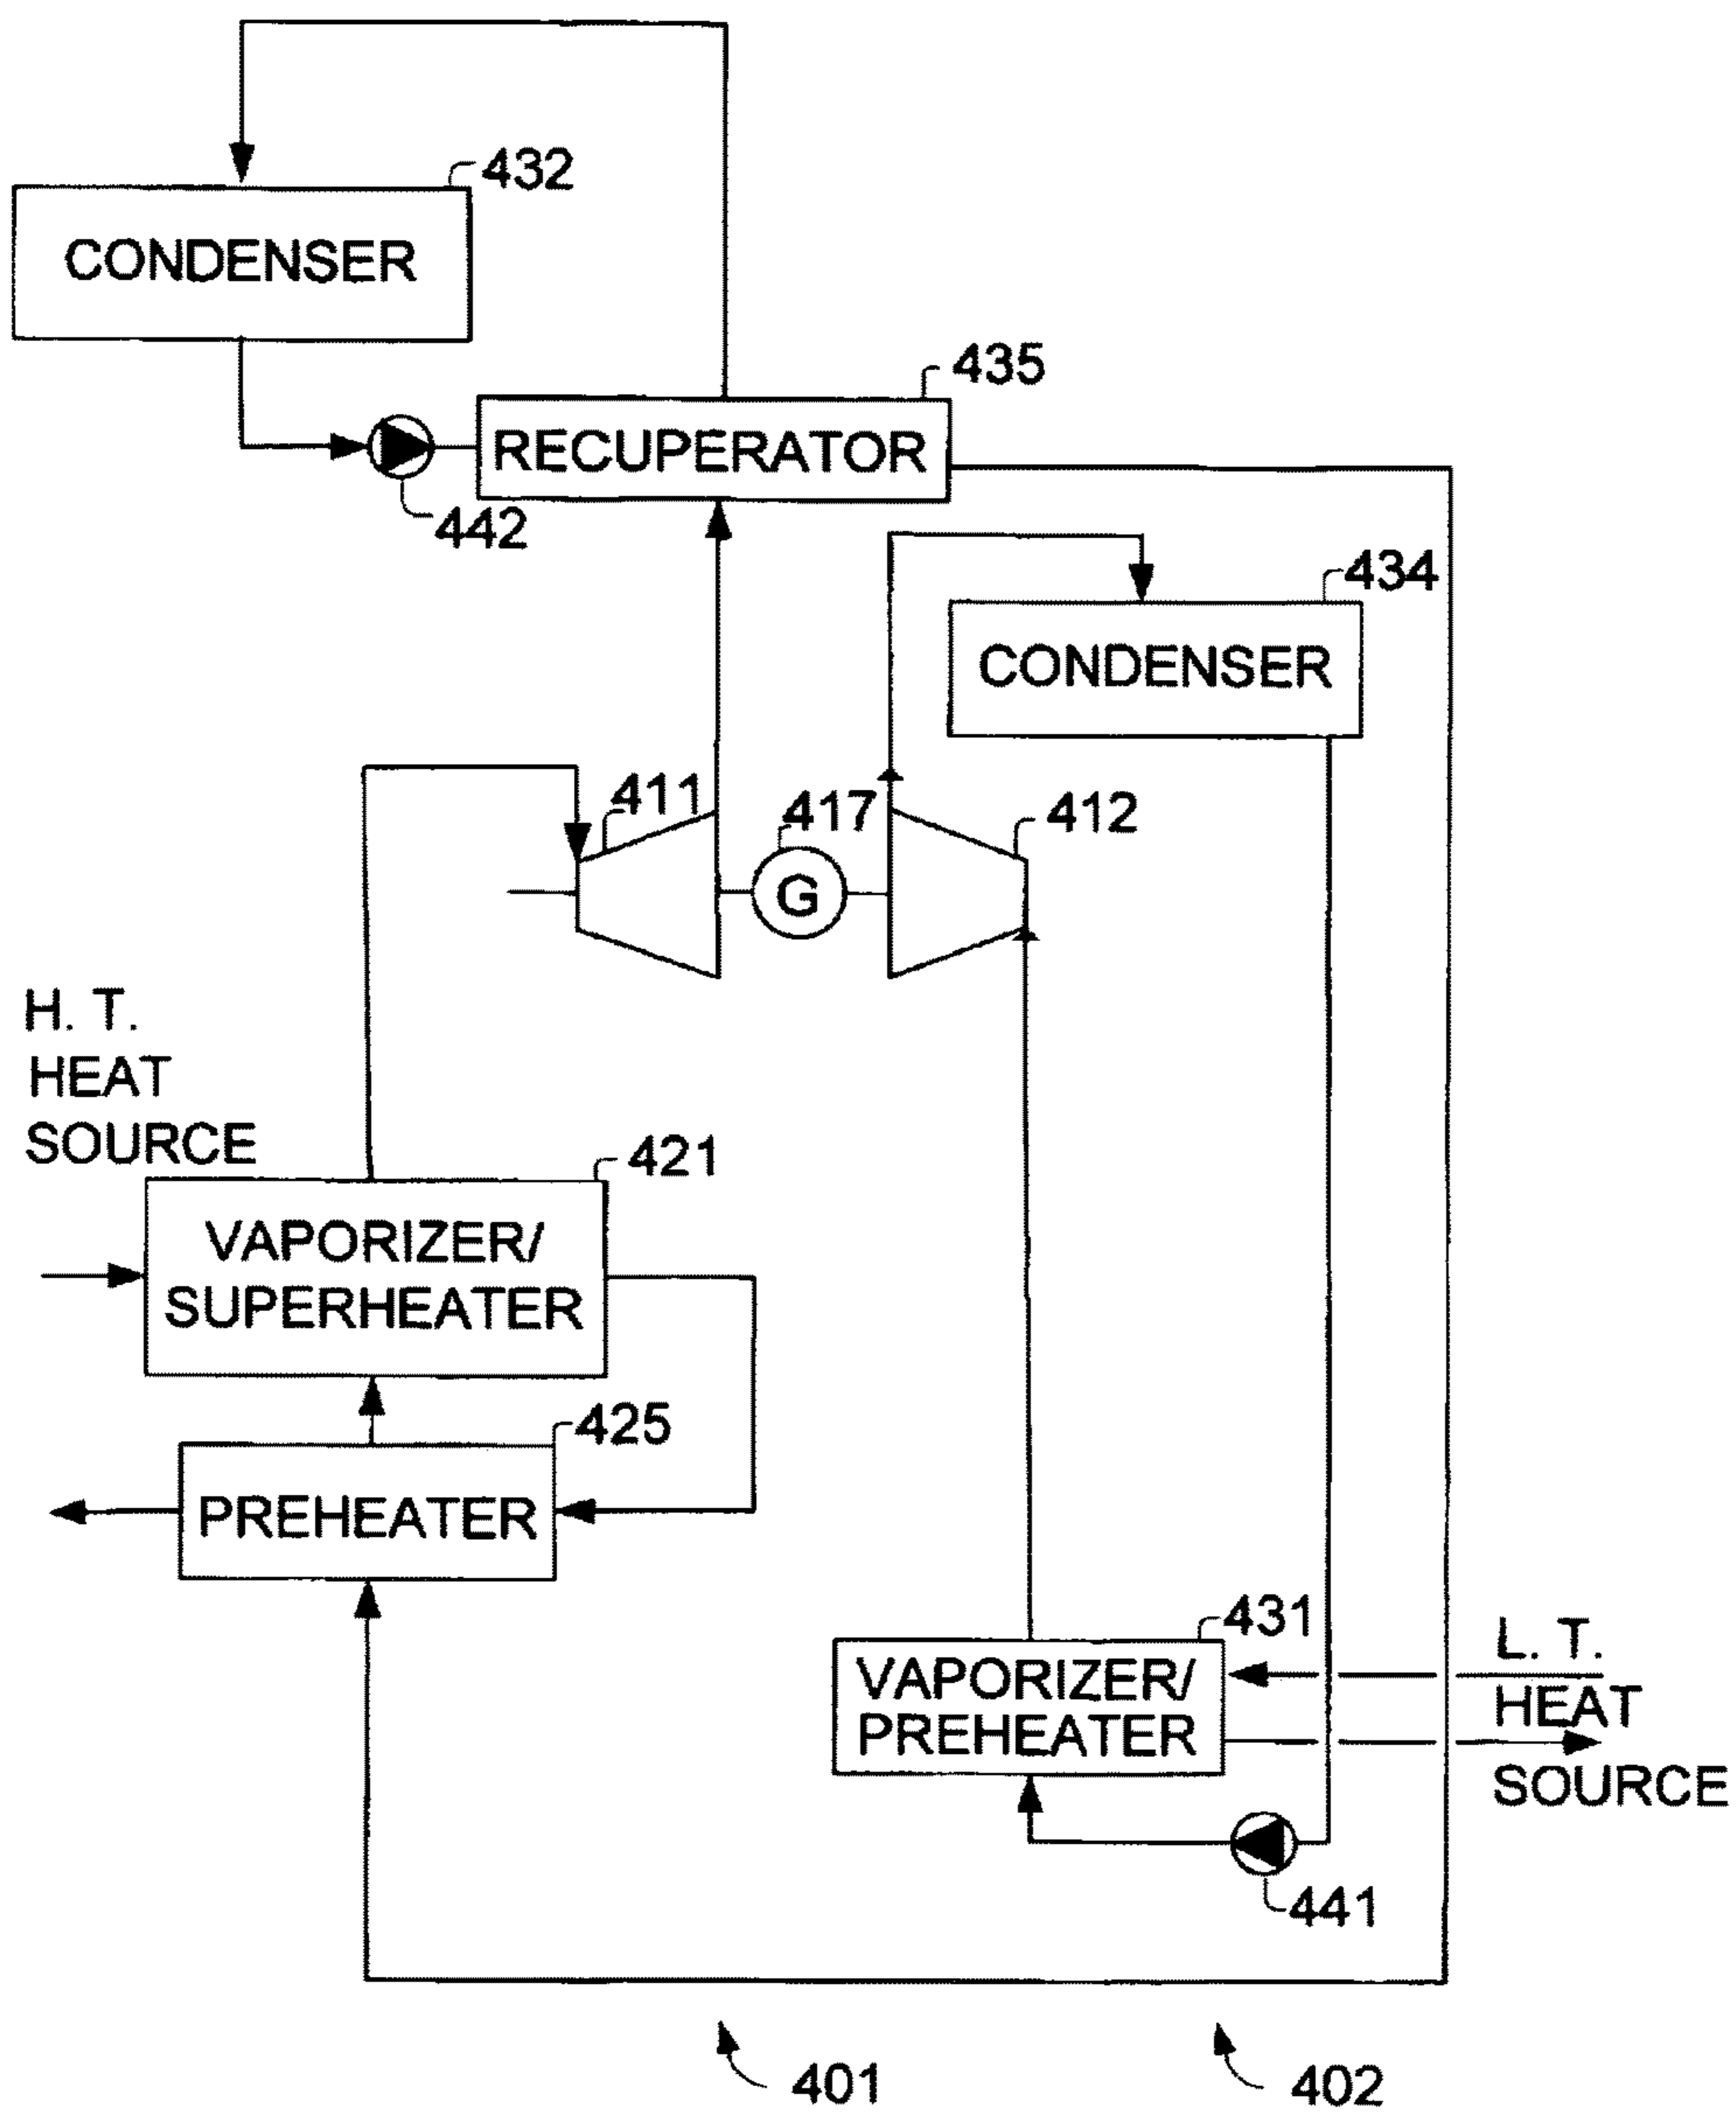 432
CONDENSER
435
RECUPERATOR
442
434
CONDENSER
411
417
412
G
H. T.
HEAT
SOURCE
421
VAPORIZER/
SUPERHEATER
425
PREHEATER
431
VAPORIZER/
PREHEATER
L. T.
HEAT
SOURCE
441
401
402